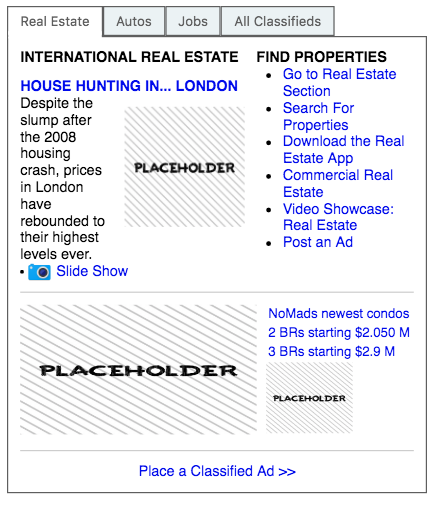 Real Estate
Autos
Jobs
All Classifieds
INTERNATIONAL REAL ESTATE
HOUSE HUNTING IN... LONDON
Despite the
slump after
the 2008
housing
crash, prices
in London
have
rebounded to
their highest
levels ever.
PLACEHOLDER
• Slide Show
FIND PROPERTIES
• Go to Real Estate
Section
• Search For
Properties
• Download the Real
Estate App
• Commercial Real
Estate
• Video Showcase:
Real Estate
• Post an Ad
PLACEHOLDER
NoMads newest condos
2 BRs starting $2.050 M
3 BRs starting $2.9 M
PLACEHOLDER
Place a Classified Ad >>